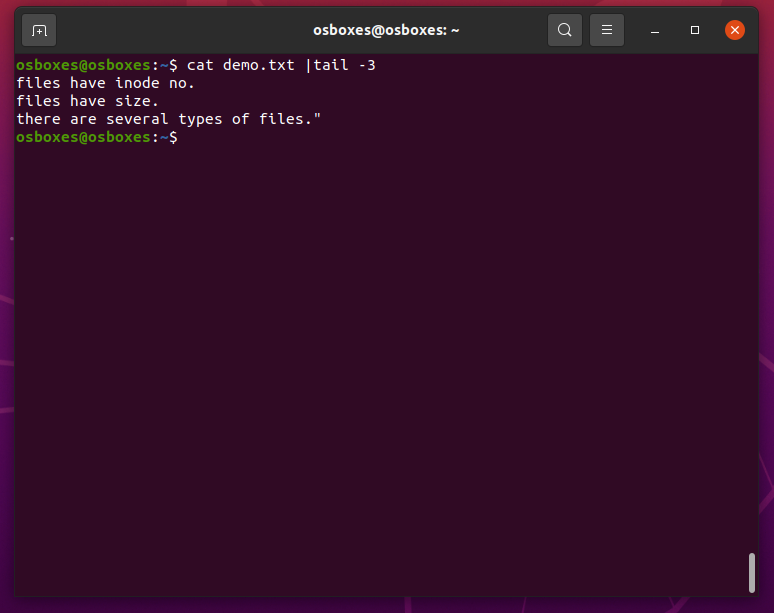 osboxes@osboxes: ~
osboxes@osboxes:~$ cat demo.txt |tail -3
files have inode no.
files have size.
there are several types of files."
osboxes@osboxes:~$